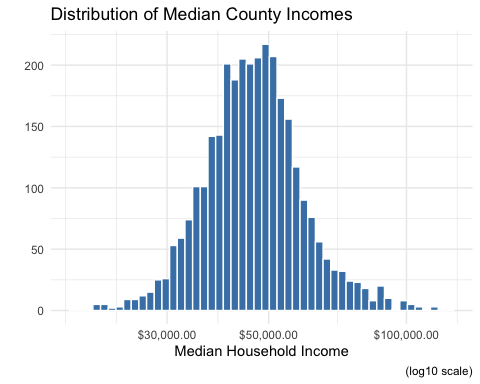 Distribution of Median County Incomes
200
150
100
50
0
$30,000.00 $50,000.00 $100,000.00
Median Household Income
(log10 scale)